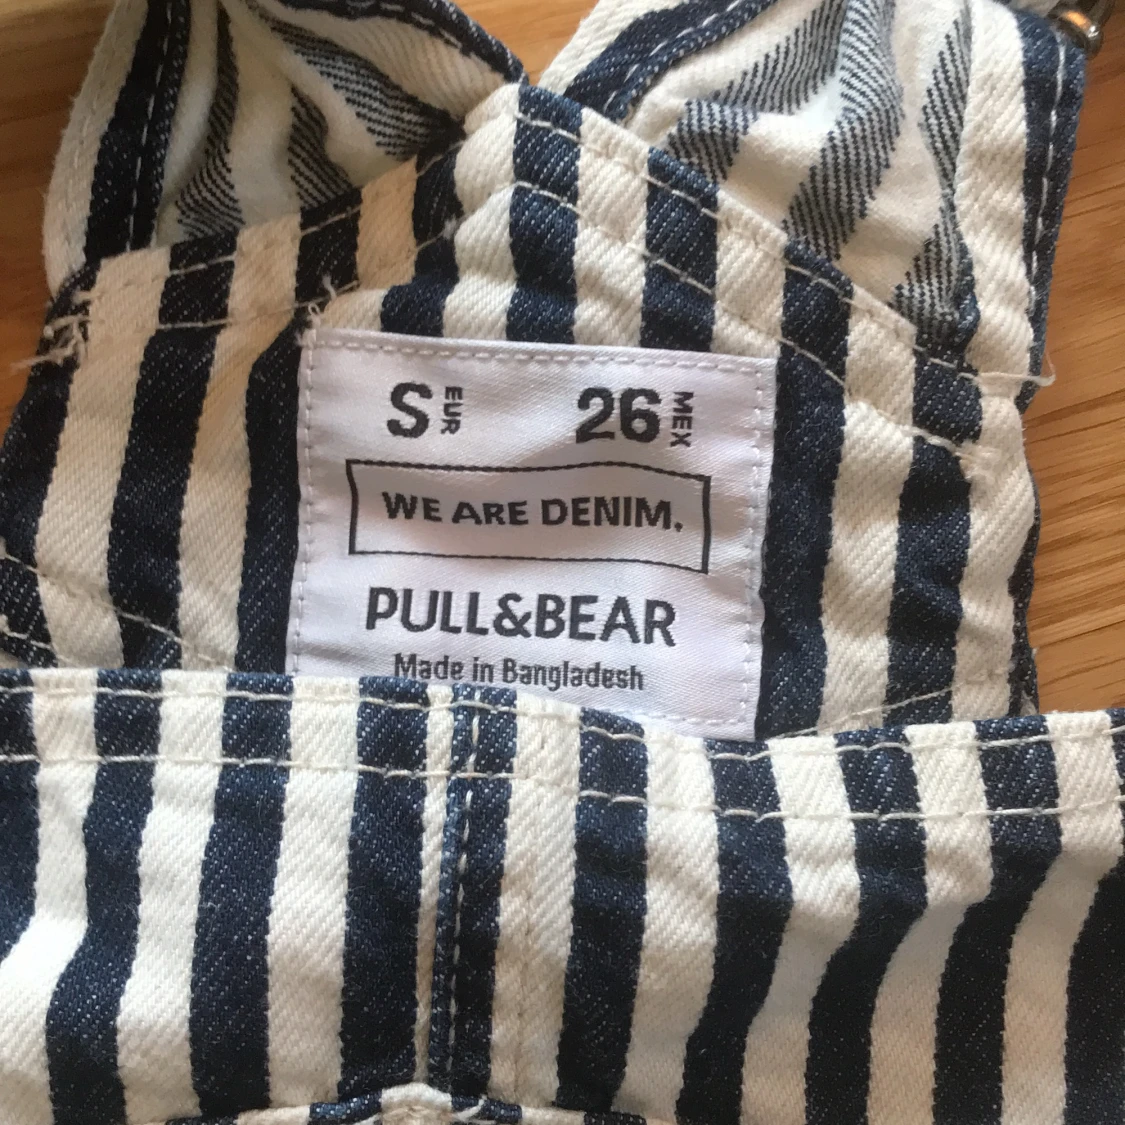 S EUR 26 MEX
WE ARE DENIM.
PULL&BEAR
Made in Bangladesh